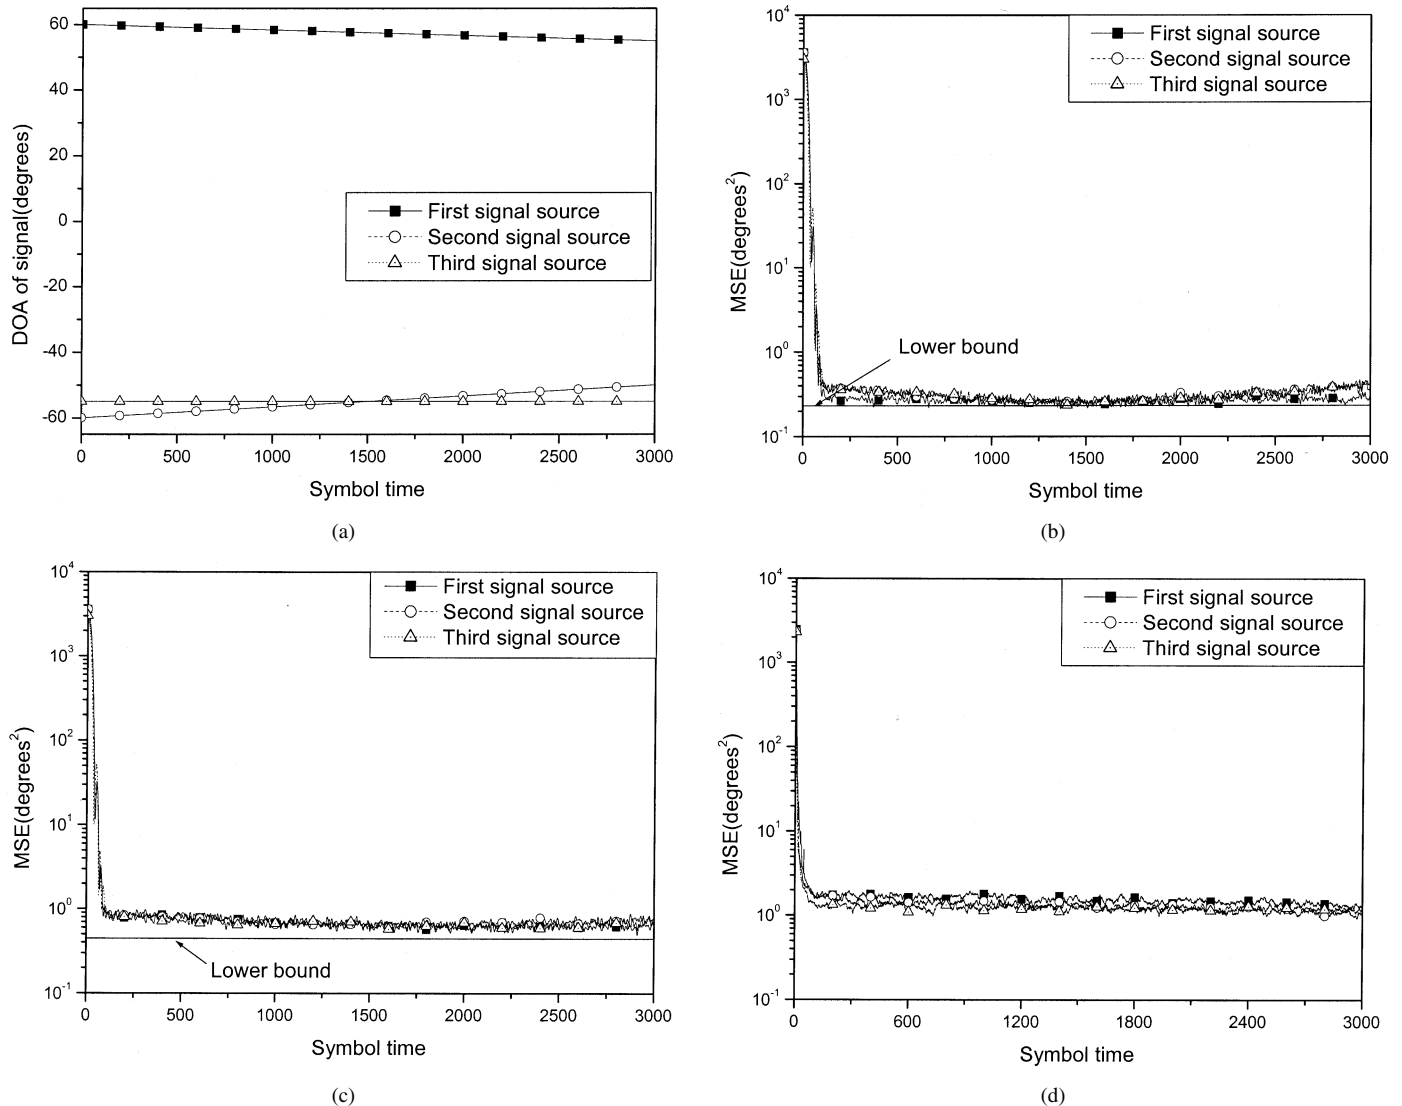 60
40
20
0
-20
-40
-60
DOA of signal(degrees)
First signal source
Second signal source
Third signal source
0 500 1000 1500 2000 2500 3000
Symbol time
(a)
10^4
10^3
10^2
10^1
10^0
10^-1
MSE(degrees^2)
First signal source
Second signal source
Third signal source
Lower bound
0 500 1000 1500 2000 2500 3000
Symbol time
(b)
10^4
10^3
10^2
10^1
10^0
10^-1
MSE(degrees^2)
First signal source
Second signal source
Third signal source
Lower bound
0 500 1000 1500 2000 2500 3000
Symbol time
(c)
10^4
10^3
10^2
10^1
10^0
10^-1
MSE(degrees^2)
First signal source
Second signal source
Third signal source
0 600 1200 1800 2400 3000
Symbol time
(d)